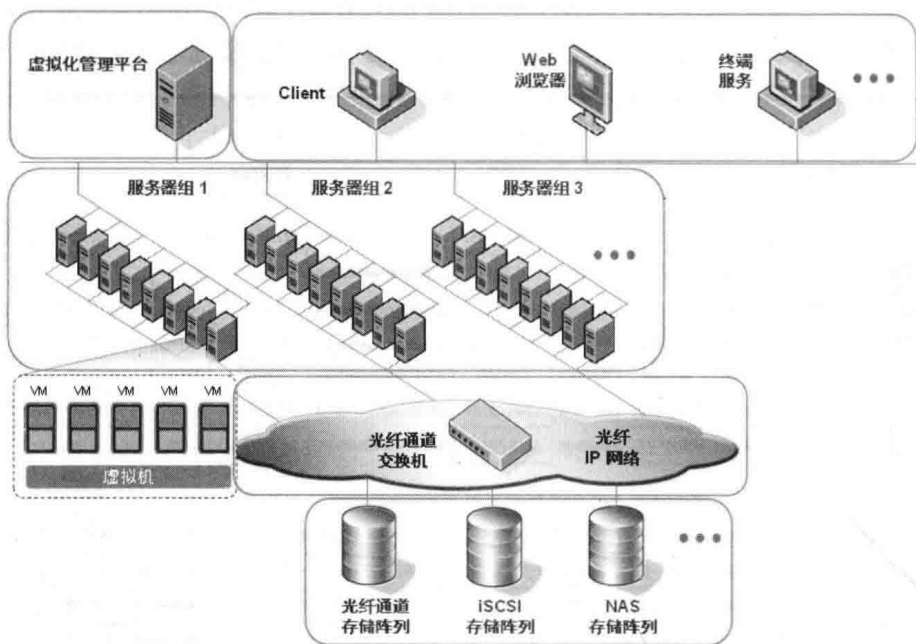 虚拟化管理平台
Client
Web
浏览器
终端
服务
服务器组 1
服务器组 2
服务器组 3
VM
VM
VM
VM
VM
虚拟机
光纤通道
交换机
光纤
IP 网络
光纤通道
存储阵列
iSCSI
存储阵列
NAS
存储阵列